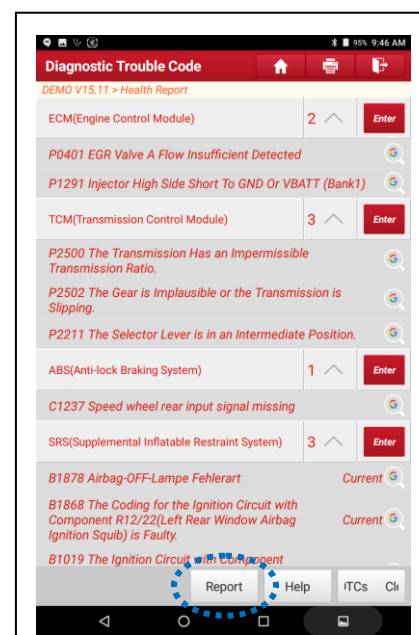 95% 9:46 AM
Diagnostic Trouble Code
DEMO V15.11 > Health Report
ECM(Engine Control Module) 2 Enter
P0401 EGR Valve A Flow Insufficient Detected
P1291 Injector High Side Short To GND Or VBATT (Bank1)
TCM(Transmission Control Module) 3 Enter
P2500 The Transmission Has an Impermissible
Transmission Ratio.
P2502 The Gear is Implausible or the Transmission is
Slipping.
P2211 The Selector Lever is in an Intermediate Position.
ABS(Anti-lock Braking System) 1 Enter
C1237 Speed wheel rear input signal missing
SRS(Supplemental Inflatable Restraint System) 3 Enter
B1878 Airbag-OFF-Lampe Fehlerart Current
B1868 The Coding for the Ignition Circuit with
Component R12/22(Left Rear Window Airbag Current
Ignition Squib) is Faulty.
B1019 The Ignition Circuit with Component
Report Help TCs Cle